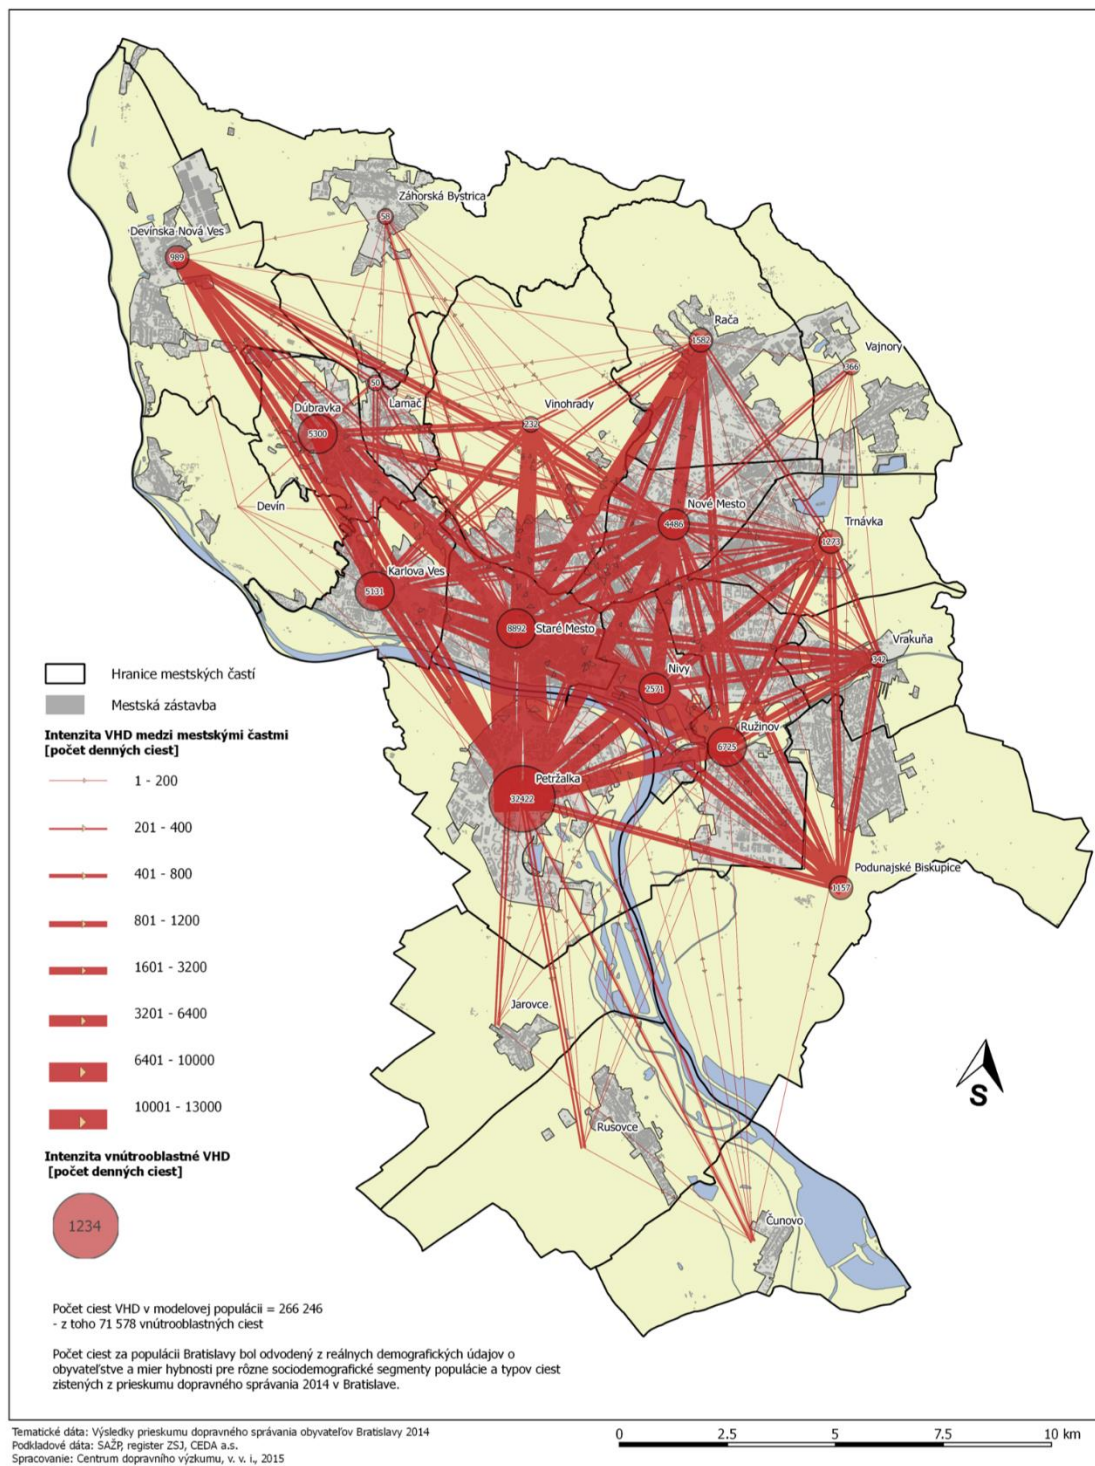 Záhorská Bystrica
58
Devínska Nová Ves
989
Rača
1582
Vajnory
366
50
Lamač
Dúbravka
5300
Vinohrady
232
Devín
Nové Mesto
4486
Trnávka
1273
Karlova Ves
5131
8892
Staré Mesto
Vrakuňa
342
Nivy
2571
Ružinov
6725
Petržalka
32422
Podunajské Biskupice
1157
Jarovce
Rusovce
Čunovo
S
Hranice mestských častí
Mestská zástavba
Intenzita VHD medzi mestskými častmi
[počet denných ciest]
1 - 200
201 - 400
401 - 800
801 - 1200
1601 - 3200
3201 - 6400
6401 - 10000
10001 - 13000
Intenzita vnútrooblastné VHD
[počet denných ciest]
1234
Počet ciest VHD v modelovej populácii = 266 246
- z toho 71 578 vnútrooblastných ciest
Počet ciest za populácii Bratislavy bol odvodený z reálnych demografických údajov o
obyvateľstve a mier hybnosti pre rôzne sociodemografické segmenty populácie a typov ciest
zistených z prieskumu dopravného správania 2014 v Bratislave.
Tematické dáta: Výsledky prieskumu dopravného správania obyvateľov Bratislavy 2014
Podkladové dáta: SAŽP, register ZSJ, CEDA a.s.
Spracovanie: Centrum dopravního výzkumu, v. v. i., 2015
0 2.5 5 7.5 10 km